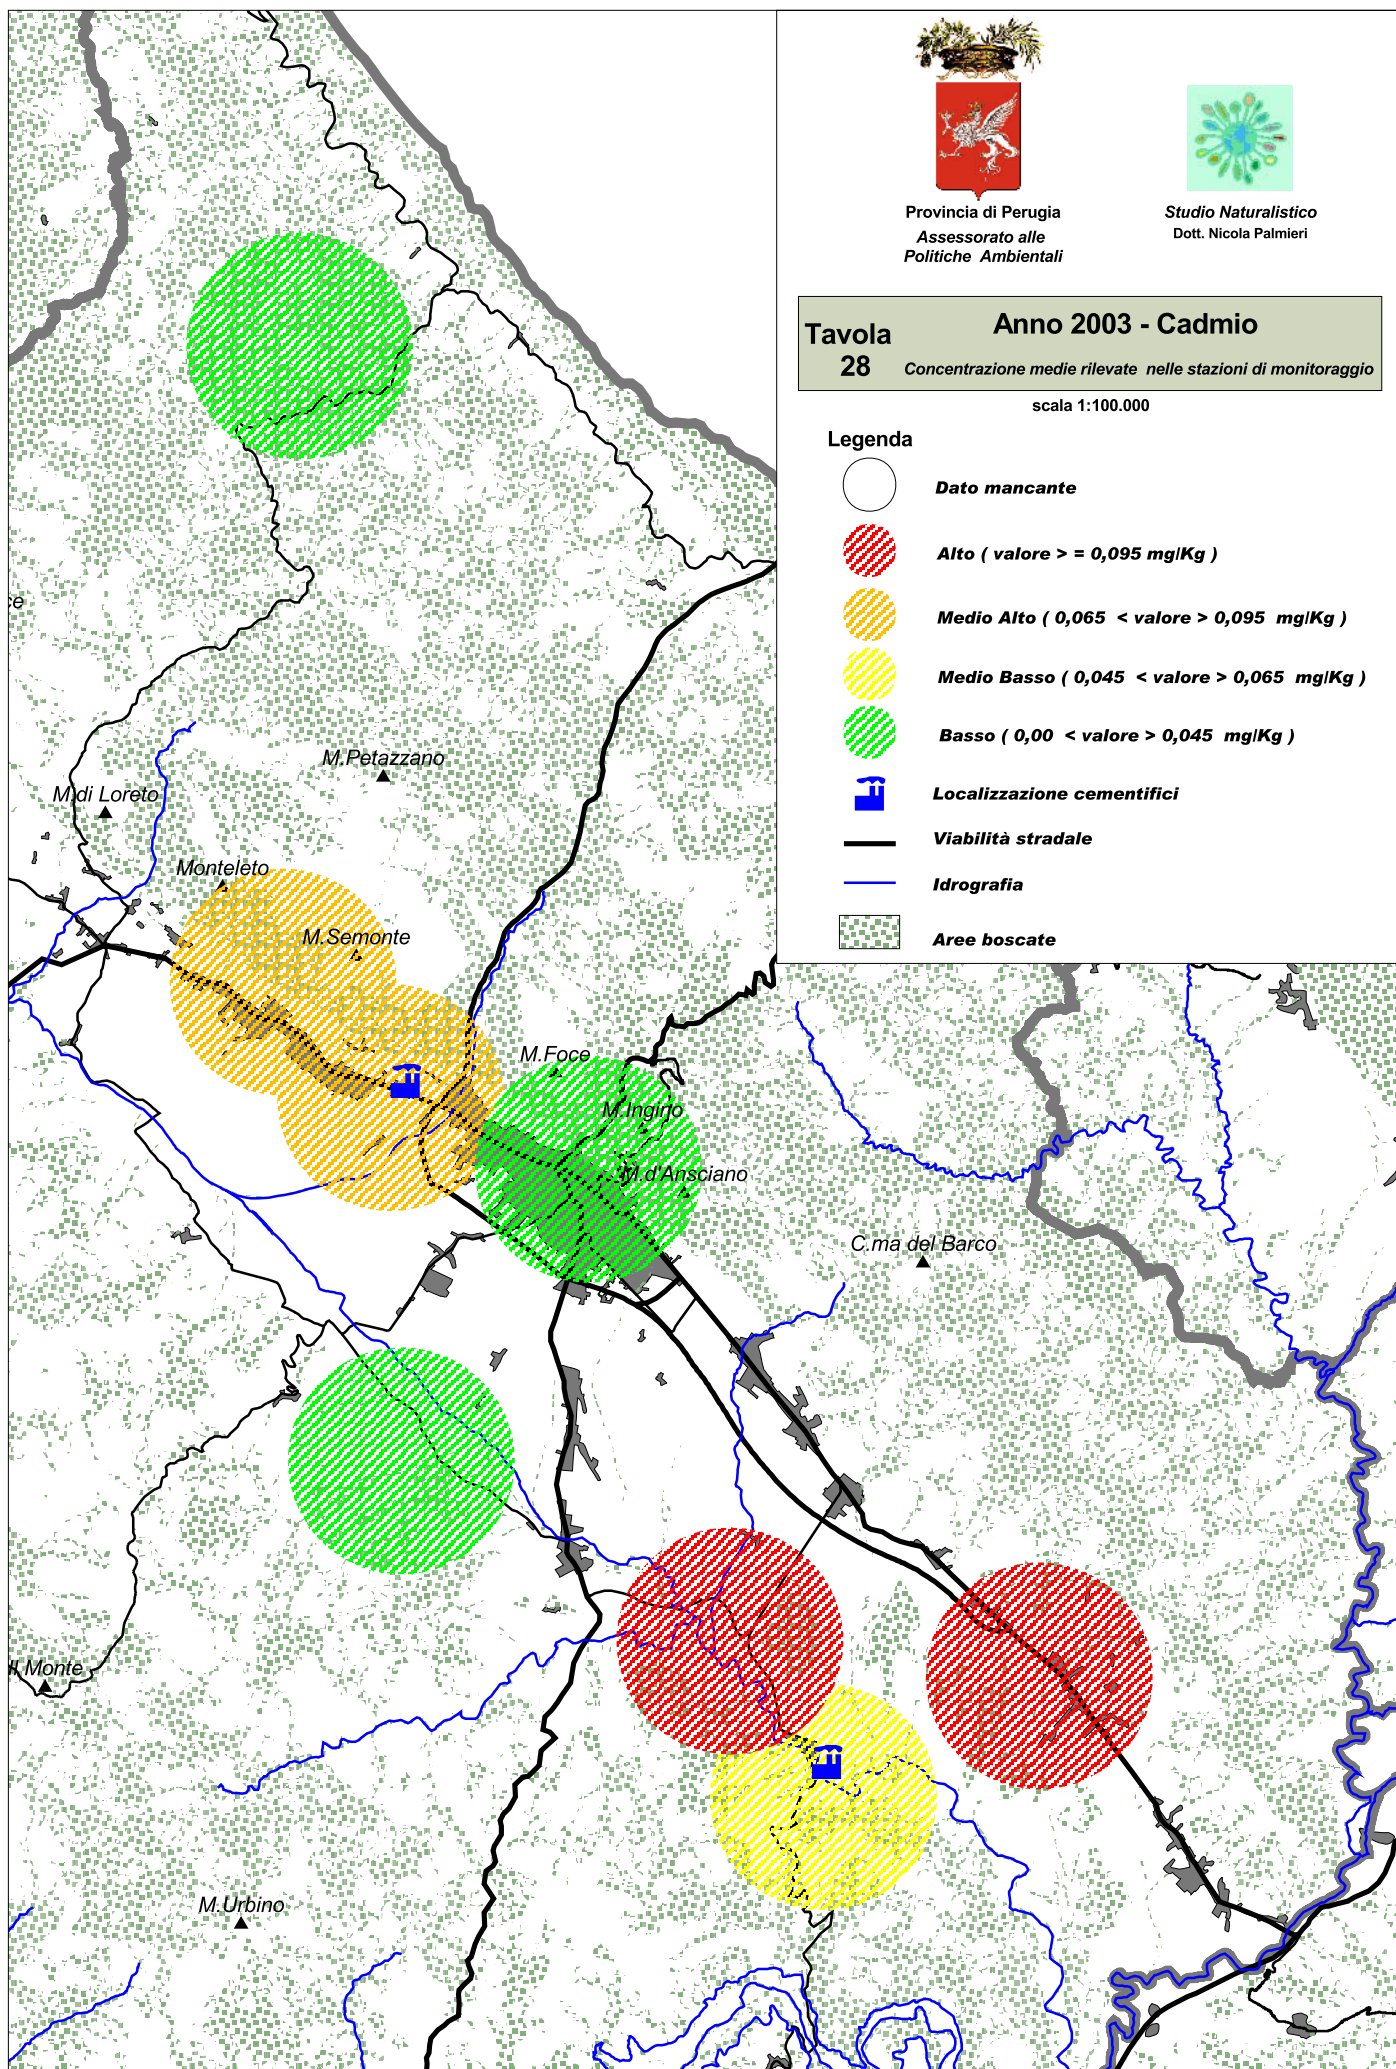 Provincia di Perugia
Assessorato alle
Politiche Ambientali
Studio Naturalistico
Dott. Nicola Palmieri
Tavola
28
Anno 2003 - Cadmio
Concentrazione medie rilevate nelle stazioni di monitoraggio
scala 1:100.000
Legenda
Dato mancante
Alto ( valore > = 0,095 mg/Kg )
Medio Alto ( 0,065 < valore > 0,095 mg/Kg )
Medio Basso ( 0,045 < valore > 0,065 mg/Kg )
Basso ( 0,00 < valore > 0,045 mg/Kg )
Localizzazione cementifici
Viabilità stradale
Idrografia
Aree boscate
ce
M.Petazzano
M.di Loreto
Monteleto
M.Semonte
M.Foce
M.Ingino
M.d'Ansciano
C.ma del Barco
Il Monte
M.Urbino